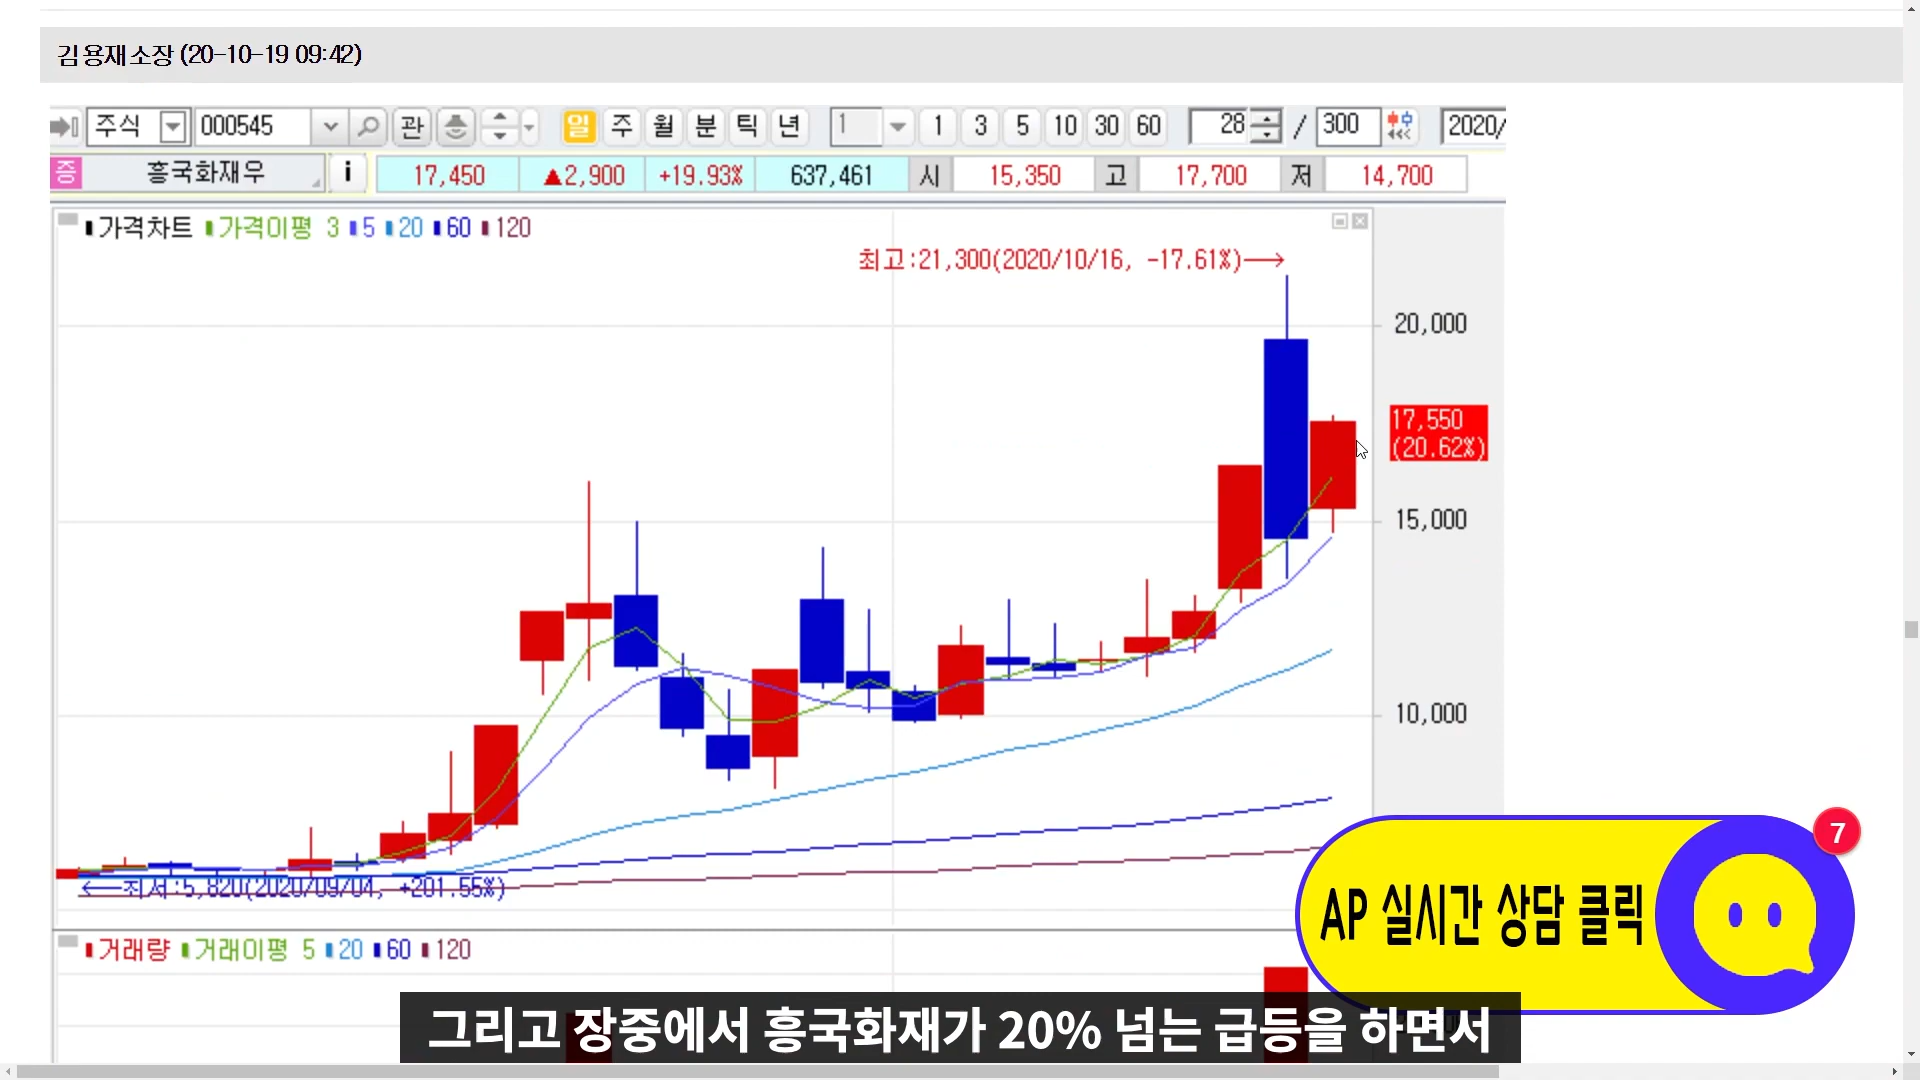 김용재소장 (20-10-19 09:42)
주식 000545 관 일 주 월 분 틱 년 1 1 3 5 10 30 60 28 / 300 2020/
증 흥국화재우 i 17,450 ▲2,900 +19.93% 637,461 시 15,350 고 17,700 저 14,700
가격차트 가격이평 3 5 20 60 120
최고:21,300(2020/10/16, -17.61%)→
20,000
17,550
(20.62%)
15,000
10,000
←최저:5,820(2020/09/04, +201.55%)
7
AP 실시간 상담 클릭
거래량 거래이평 5 20 60 120
그리고 장중에서 흥국화재가 20% 넘는 급등을 하면서